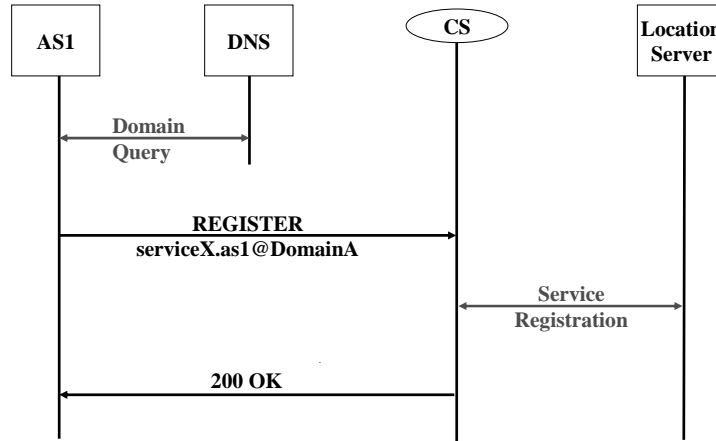 AS1
DNS
CS
Location
Server
Domain
Query
REGISTER
serviceX.as1@DomainA
Service
Registration
200 OK